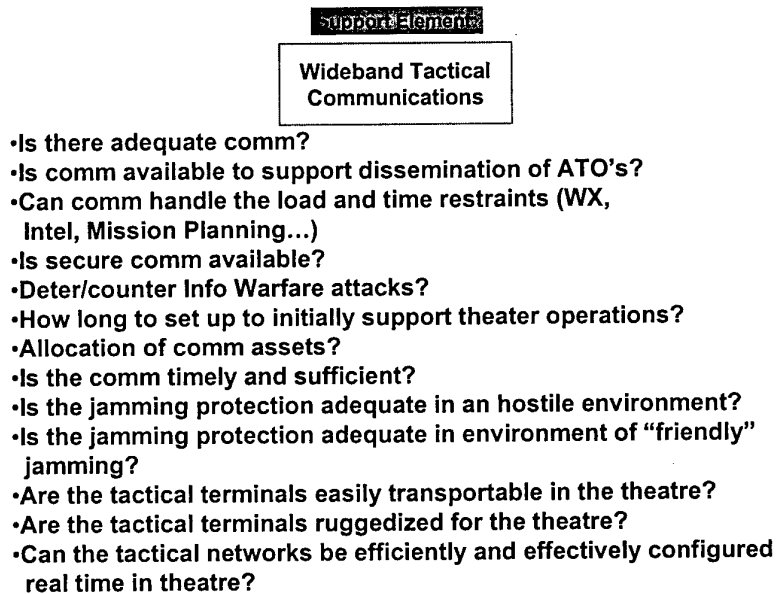 Support Elements
Wideband Tactical
Communications
•Is there adequate comm?
•Is comm available to support dissemination of ATO's?
•Can comm handle the load and time restraints (WX,
Intel, Mission Planning...)
•Is secure comm available?
•Deter/counter Info Warfare attacks?
•How long to set up to initially support theater operations?
•Allocation of comm assets?
•Is the comm timely and sufficient?
•Is the jamming protection adequate in an hostile environment?
•Is the jamming protection adequate in environment of “friendly”
jamming?
•Are the tactical terminals easily transportable in the theatre?
•Are the tactical terminals ruggedized for the theatre?
•Can the tactical networks be efficiently and effectively configured
real time in theatre?